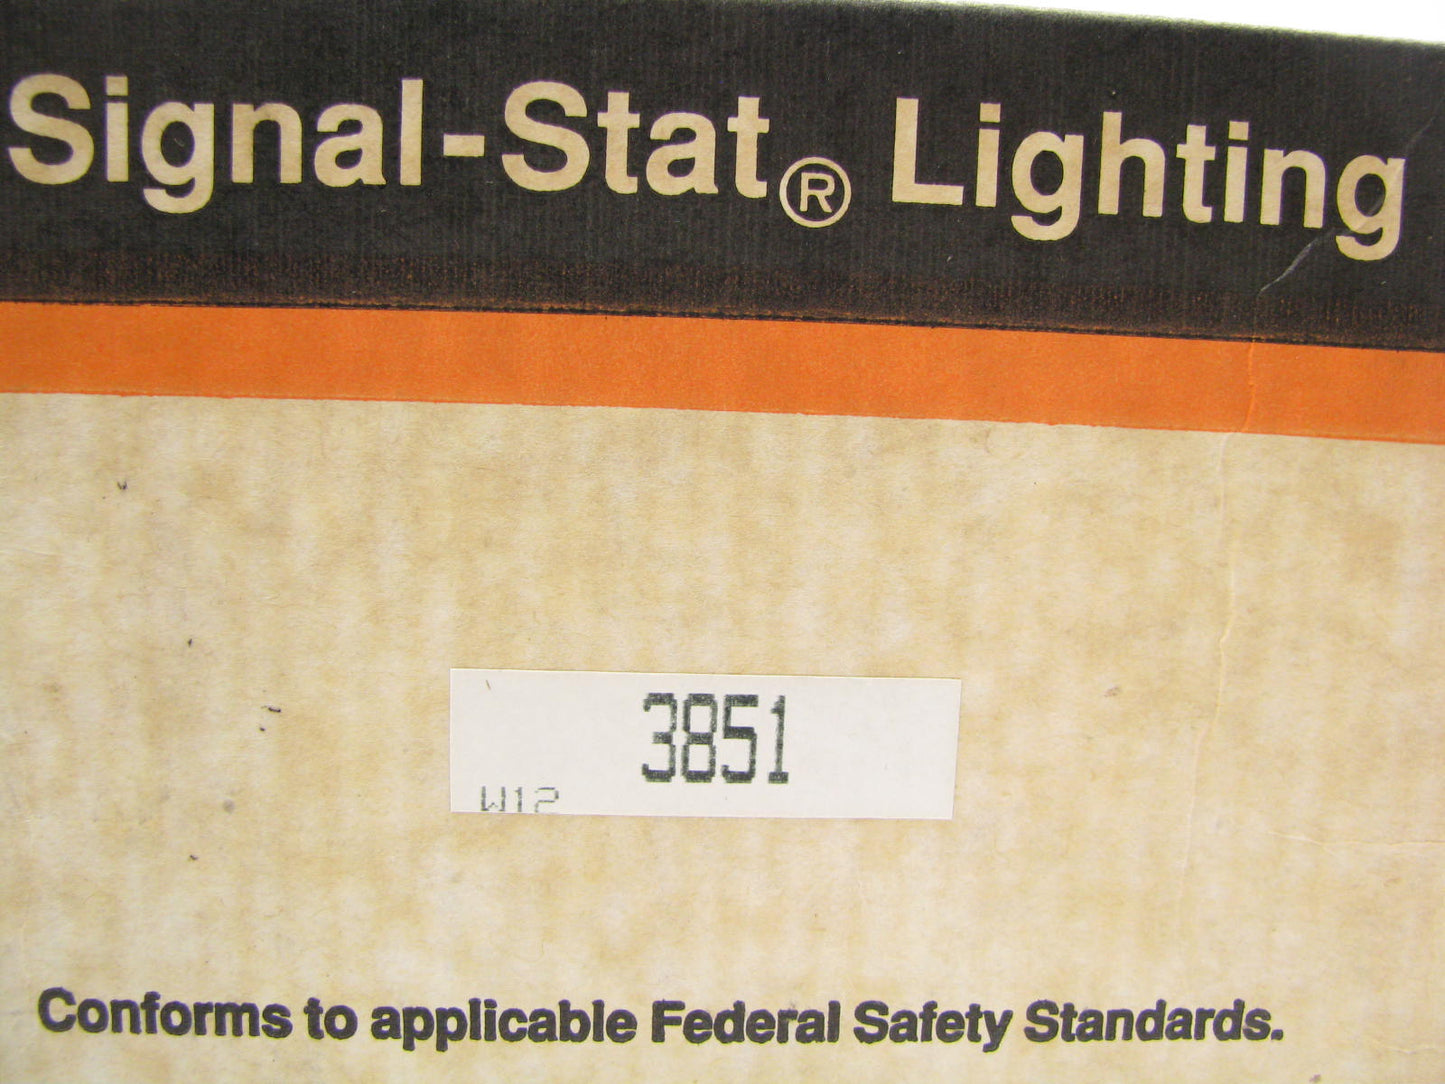 Signal-Stat® Lighting
3851
W12
Conforms to applicable Federal Safety Standards.